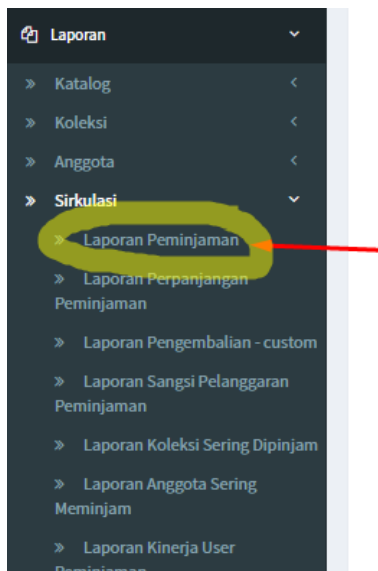 Laporan
Katalog
Koleksi
Anggota
Sirkulasi
Laporan Peminjaman
Laporan Perpanjangan
Peminjaman
Laporan Pengembalian - custom
Laporan Sangsi Pelanggaran
Peminjaman
Laporan Koleksi Sering Dipinjam
Laporan Anggota Sering
Meminjam
Laporan Kinerja User
Peminjaman